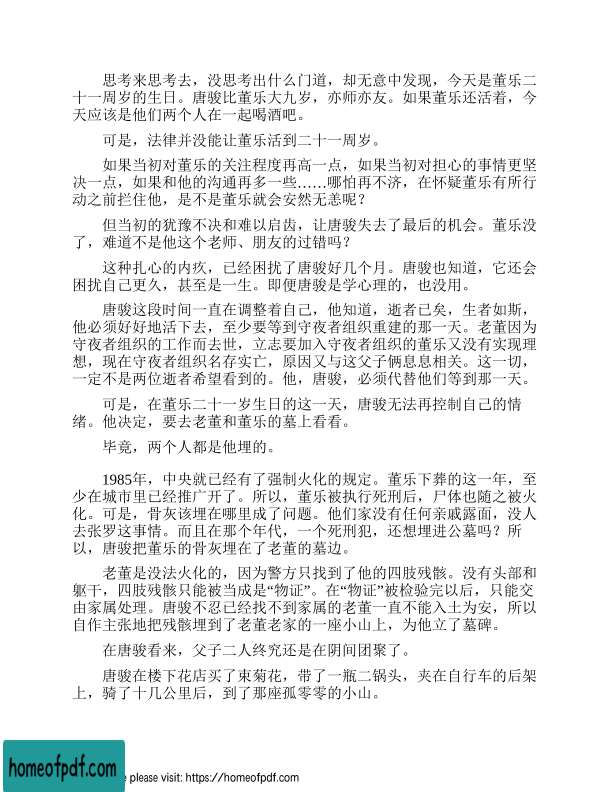 思考来思考去，没思考出什么门道，却无意中发现，今天是董乐二
十一周岁的生日。唐骏比董乐大九岁，亦师亦友。如果董乐还活着，今
天应该是他们两个人在一起喝酒吧。
可是，法律并没能让董乐活到二十一周岁。
如果当初对董乐的关注程度再高一点，如果当初对担心的事情更坚
决一点，如果和他的沟通再多一些……哪怕再不济，在怀疑董乐有所行
动之前拦住他，是不是董乐就会安然无恙呢？
但当初的犹豫不决和难以启齿，让唐骏失去了最后的机会。董乐没
了，难道不是他这个老师、朋友的过错吗？
这种扎心的内疚，已经困扰了唐骏好几个月。唐骏也知道，它还会
困扰自己更久，甚至是一生。即便唐骏是学心理的，也没用。
唐骏这段时间一直在调整着自己，他知道，逝者已矣，生者如斯，
他必须好好地活下去，至少要等到守夜者组织重建的那一天。老董因为
守夜者组织的工作而去世，立志要加入守夜者组织的董乐又没有实现理
想，现在守夜者组织名存实亡，原因又与这父子俩息息相关。这一切，
一定不是两位逝者希望看到的。他，唐骏，必须代替他们等到那一天。
可是，在董乐二十一岁生日的这一天，唐骏无法再控制自己的情
绪。他决定，要去老董和董乐的墓上看看。
毕竟，两个人都是他埋的。
1985年，中央就已经有了强制火化的规定。董乐下葬的这一年，至
少在城市里已经推广开了。所以，董乐被执行死刑后，尸体也随之被火
化。可是，骨灰该埋在哪里成了问题。他们家没有任何亲戚露面，没人
去张罗这事情。而且在那个年代，一个死刑犯，还想埋进公墓吗？所
以，唐骏把董乐的骨灰埋在了老董的墓边。
老董是没法火化的，因为警方只找到了他的四肢残骸。没有头部和
躯干，四肢残骸只能被当成是“物证”。在“物证”被检验完以后，只能交
由家属处理。唐骏不忍已经找不到家属的老董一直不能入土为安，所以
自作主张地把残骸埋到了老董老家的一座小山上，为他立了墓碑。
在唐骏看来，父子二人终究还是在阴间团聚了。
唐骏在楼下花店买了束菊花，带了一瓶二锅头，夹在自行车的后架
上，骑了十几公里后，到了那座孤零零的小山。
homeofpdf.com
please visit: https://homeofpdf.com